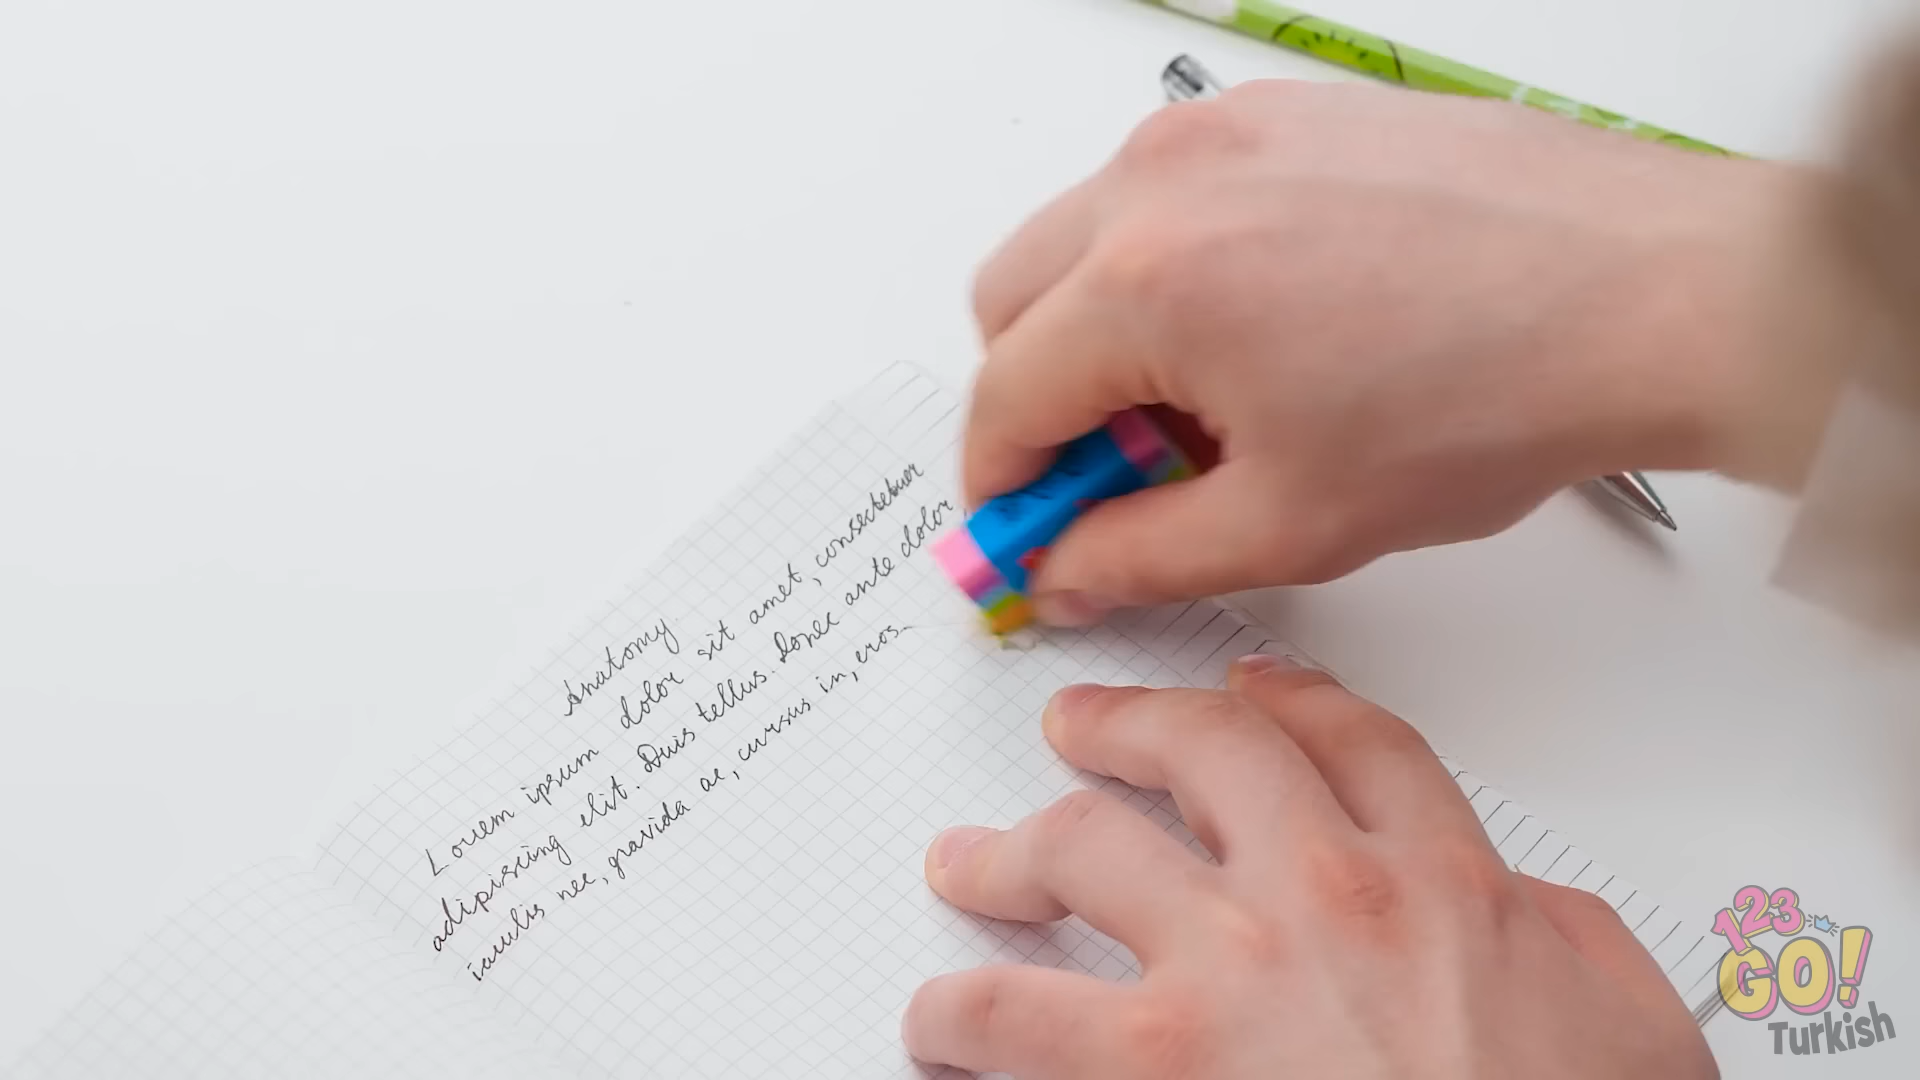 Anatomy.
Lorem ipsum dolor sit amet, consectetuer
adipiscing elit. Duis tellus. Donec ante dolor,
iaculis nec, gravida ac, cursus in, eros.
123
GO!
Turkish